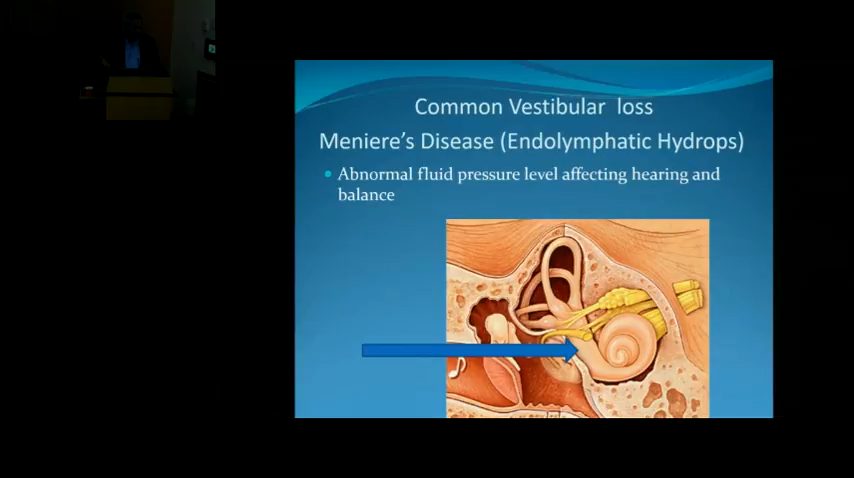 Common Vestibular loss
Meniere's Disease (Endolymphatic Hydrops)
Abnormal fluid pressure level affecting hearing and
balance